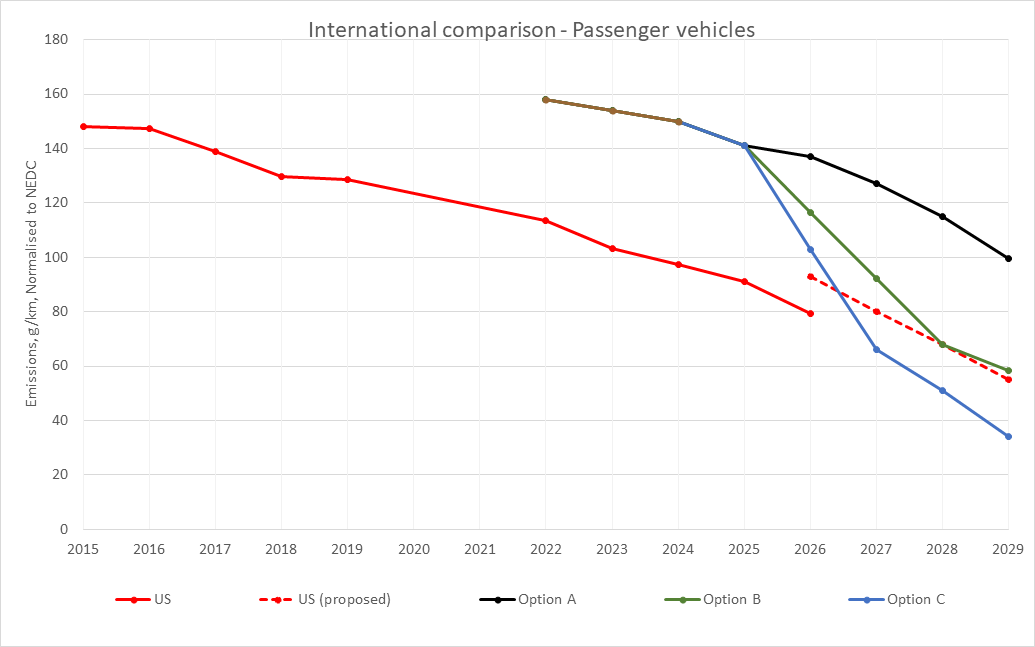 International comparison - Passenger vehicles
Emissions, g/km, Normalised to NEDC
180
160
140
120
100
80
60
40
20
0
2015 2016 2017 2018 2019 2020 2021 2022 2023 2024 2025 2026 2027 2028 2029
US US (proposed) Option A Option B Option C